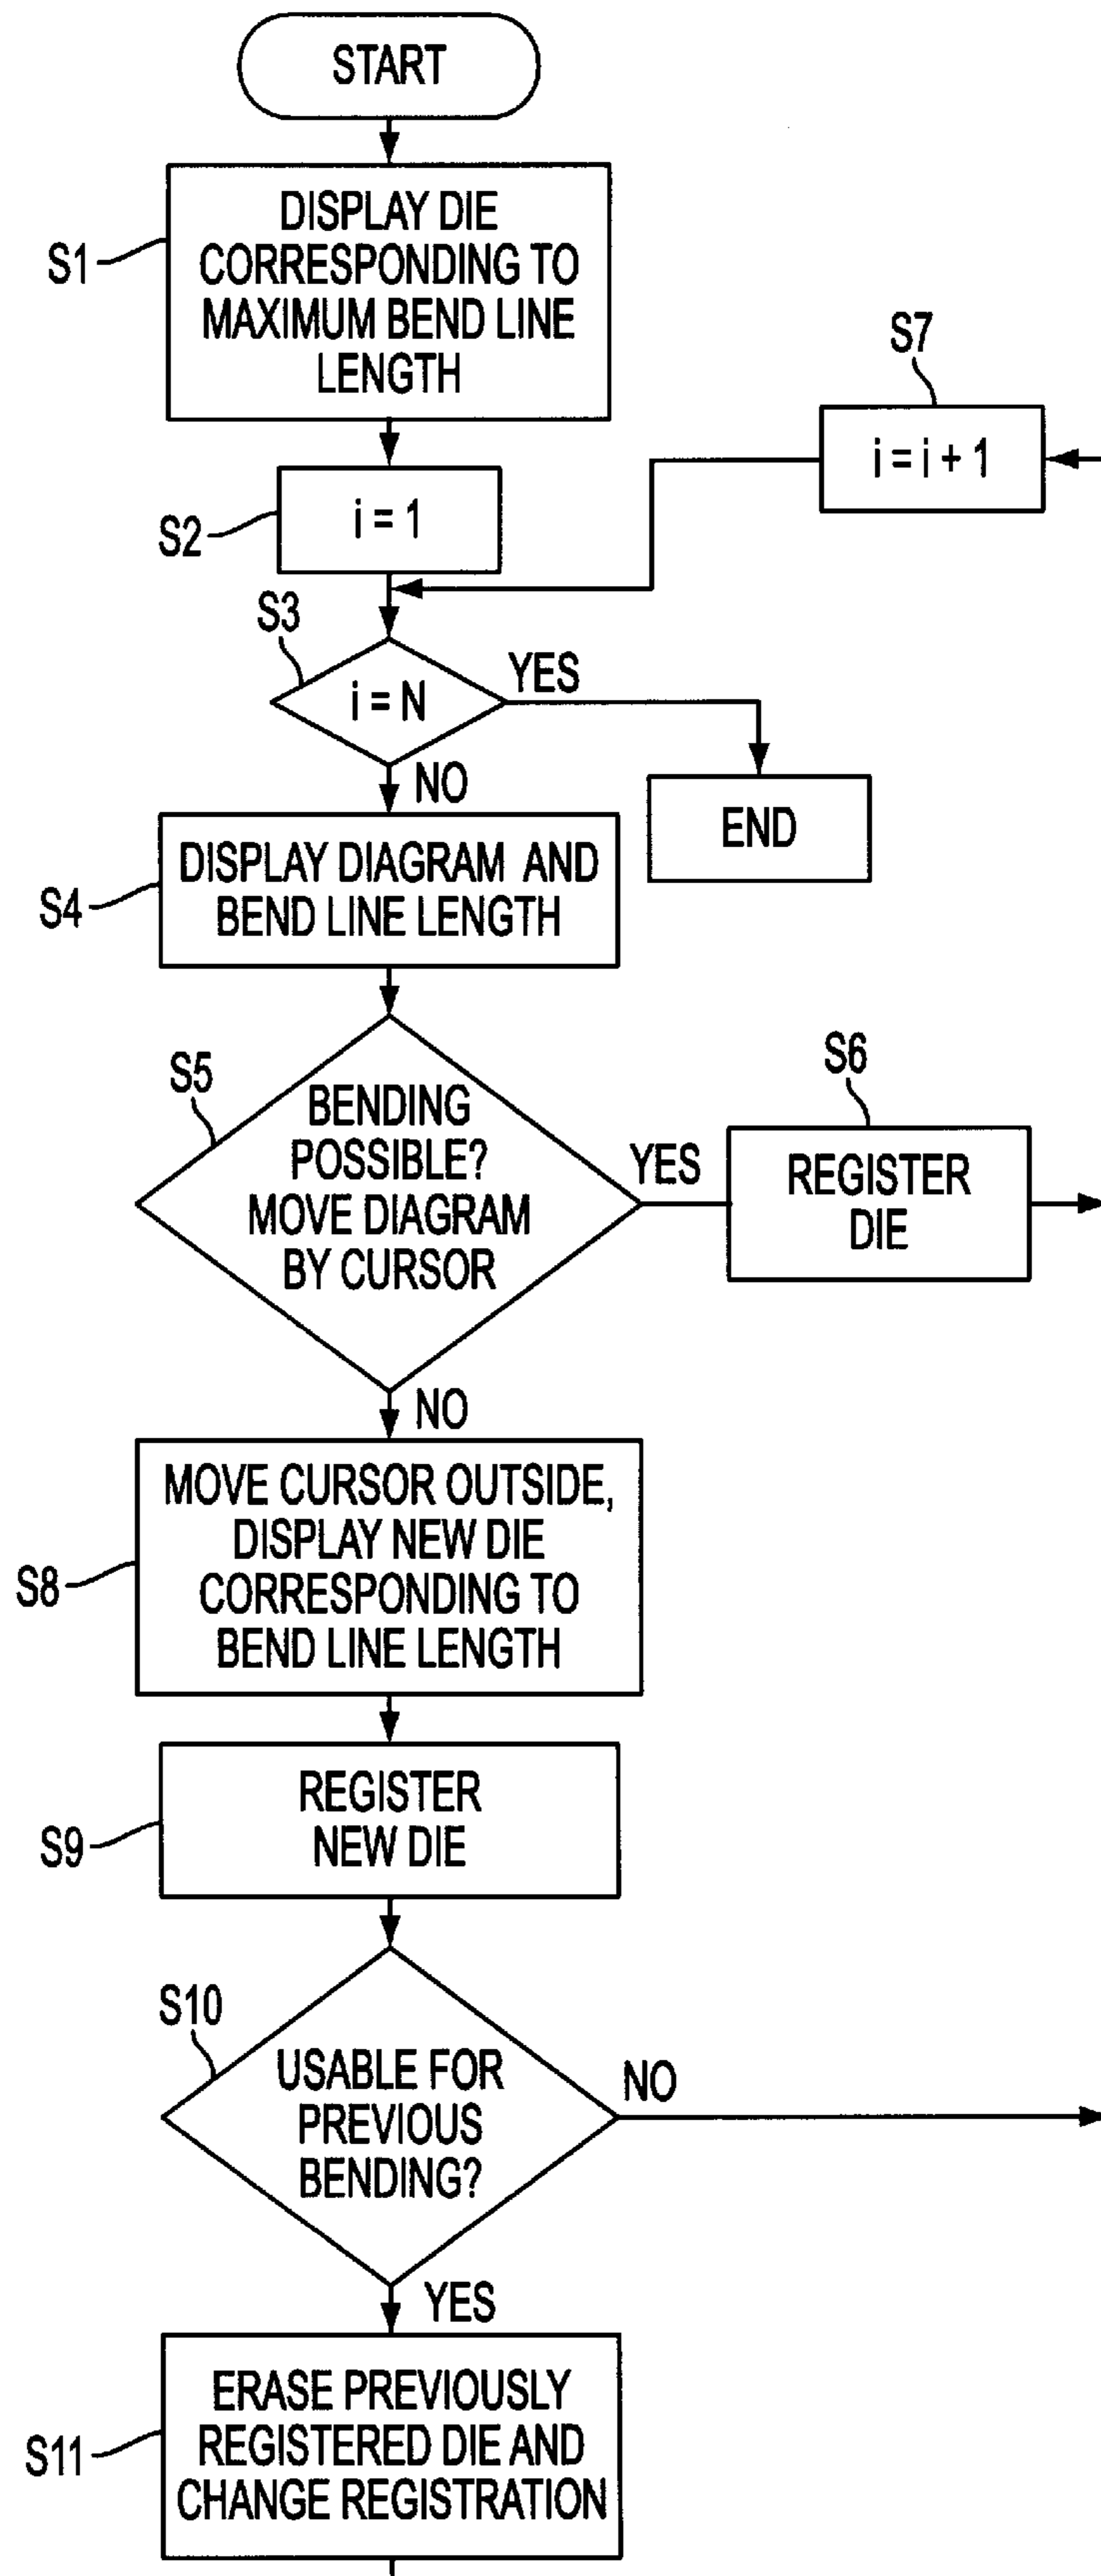 START
S1
DISPLAY DIE
CORRESPONDING TO
MAXIMUM BEND LINE
LENGTH
S7
i = i + 1
S2
i = 1
S3
i = N
YES
NO
END
S4
DISPLAY DIAGRAM AND
BEND LINE LENGTH
S5
BENDING
POSSIBLE?
MOVE DIAGRAM
BY CURSOR
YES
S6
REGISTER
DIE
NO
S8
MOVE CURSOR OUTSIDE,
DISPLAY NEW DIE
CORRESPONDING TO
BEND LINE LENGTH
S9
REGISTER
NEW DIE
S10
USABLE FOR
PREVIOUS
BENDING?
NO
YES
S11
ERASE PREVIOUSLY
REGISTERED DIE AND
CHANGE REGISTRATION